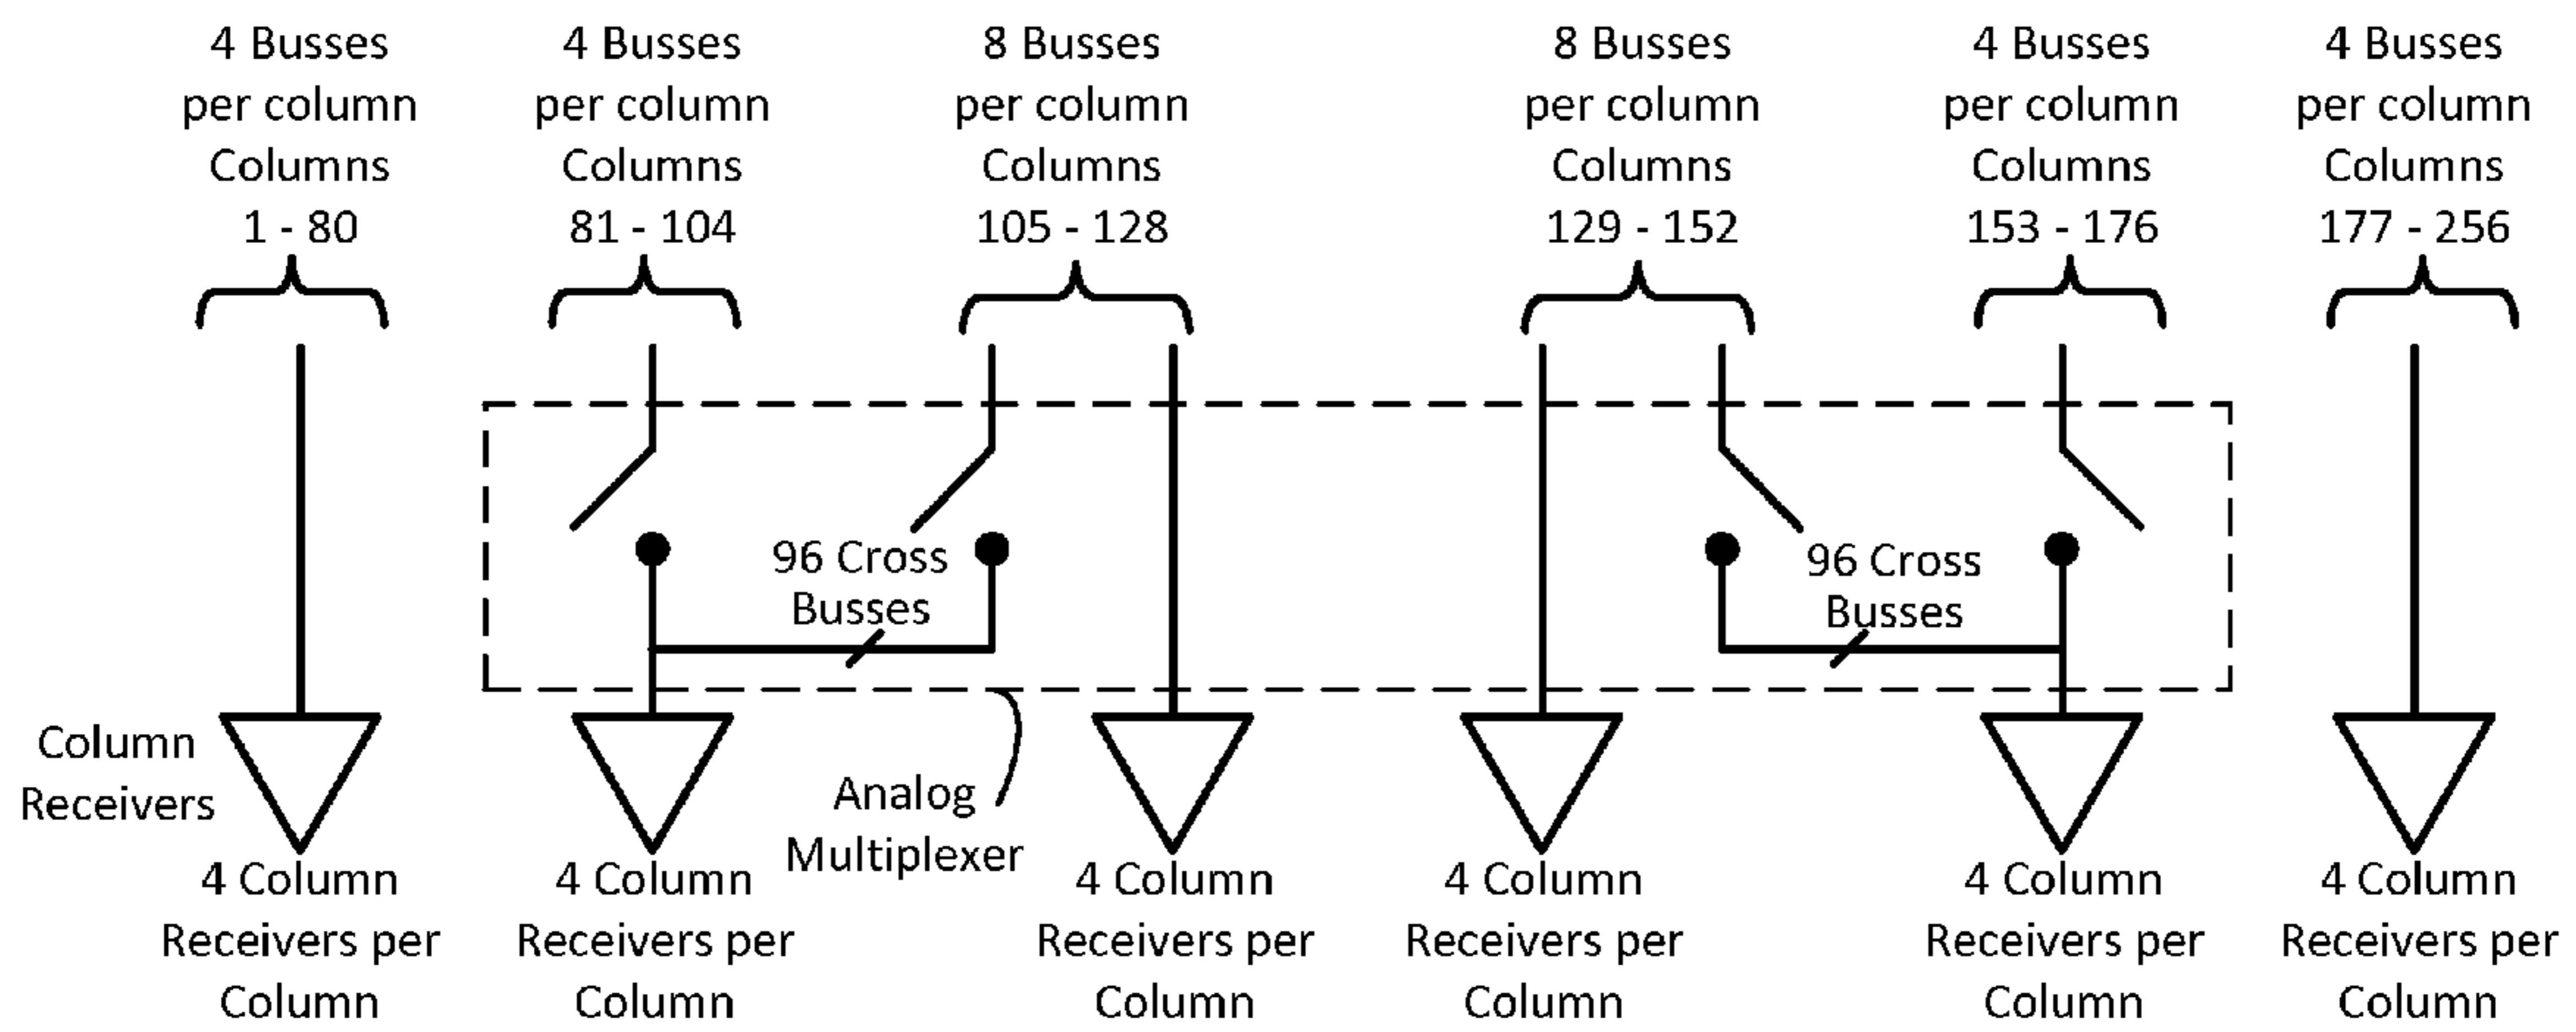 4 Busses
per column
Columns
1 - 80
4 Busses
per column
Columns
81 - 104
8 Busses
per column
Columns
105 - 128
8 Busses
per column
Columns
129 - 152
4 Busses
per column
Columns
153 - 176
4 Busses
per column
Columns
177 - 256
96 Cross
Busses
96 Cross
Busses
Column
Receivers
Analog
Multiplexer
4 Column
Receivers per
Column
4 Column
Receivers per
Column
4 Column
Receivers per
Column
4 Column
Receivers per
Column
4 Column
Receivers per
Column
4 Column
Receivers per
Column